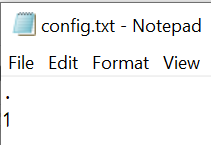 config.txt - Notepad
File Edit Format View
.
1